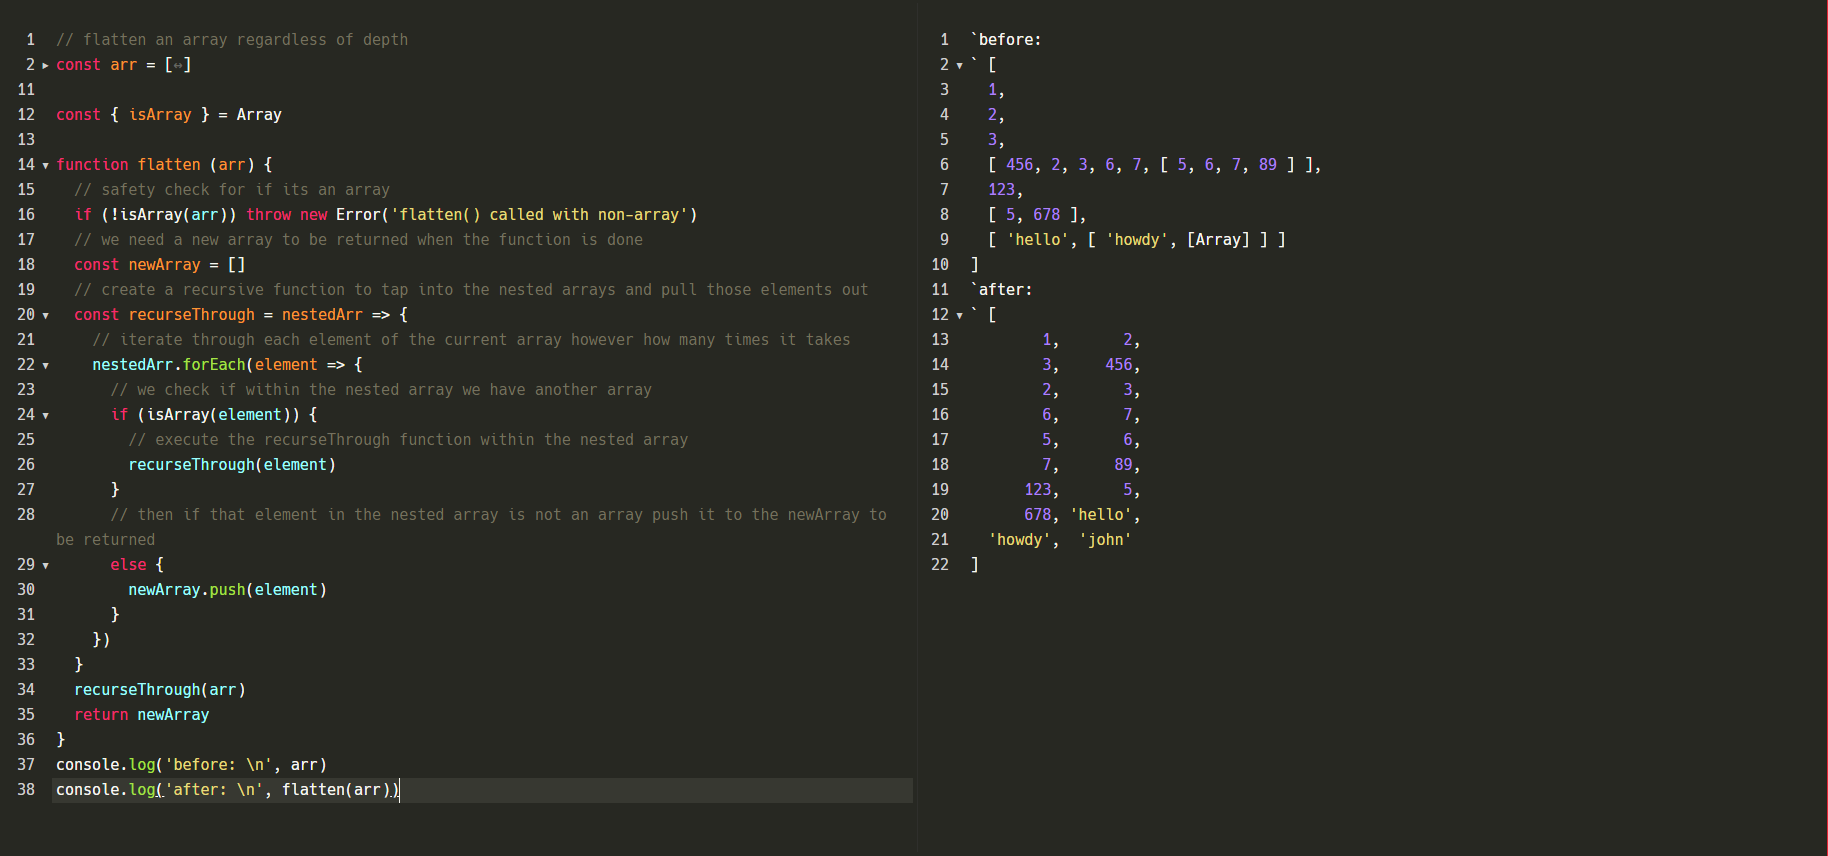 1 // flatten an array regardless of depth
2 ▸ const arr = [↔]
11
12 const { isArray } = Array
13
14 ▾ function flatten (arr) {
15 // safety check for if its an array
16 if (!isArray(arr)) throw new Error('flatten() called with non-array')
17 // we need a new array to be returned when the function is done
18 const newArray = []
19 // create a recursive function to tap into the nested arrays and pull those elements out
20 ▾ const recurseThrough = nestedArr => {
21 // iterate through each element of the current array however how many times it takes
22 ▾ nestedArr.forEach(element => {
23 // we check if within the nested array we have another array
24 ▾ if (isArray(element)) {
25 // execute the recurseThrough function within the nested array
26 recurseThrough(element)
27 }
28 // then if that element in the nested array is not an array push it to the newArray to
be returned
29 ▾ else {
30 newArray.push(element)
31 }
32 })
33 }
34 recurseThrough(arr)
35 return newArray
36 }
37 console.log('before: \n', arr)
38 console.log('after: \n', flatten(arr))
1 `before:
2 ▾ ` [
3 1,
4 2,
5 3,
6 [ 456, 2, 3, 6, 7, [ 5, 6, 7, 89 ] ],
7 123,
8 [ 5, 678 ],
9 [ 'hello', [ 'howdy', [Array] ] ]
10 ]
11 `after:
12 ▾ ` [
13 1, 2,
14 3, 456,
15 2, 3,
16 6, 7,
17 5, 6,
18 7, 89,
19 123, 5,
20 678, 'hello',
21 'howdy', 'john'
22 ]